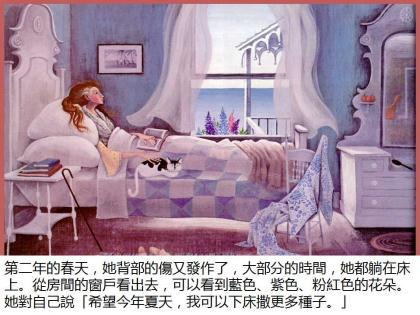 第二年的春天，她背部的傷又發作了，大部分的時間，她都躺在床
上。從房間的窗戶看出去，可以看到藍色、紫色、粉紅色的花朵。
她對自己說「希望今年夏天，我可以下床撒更多種子。」